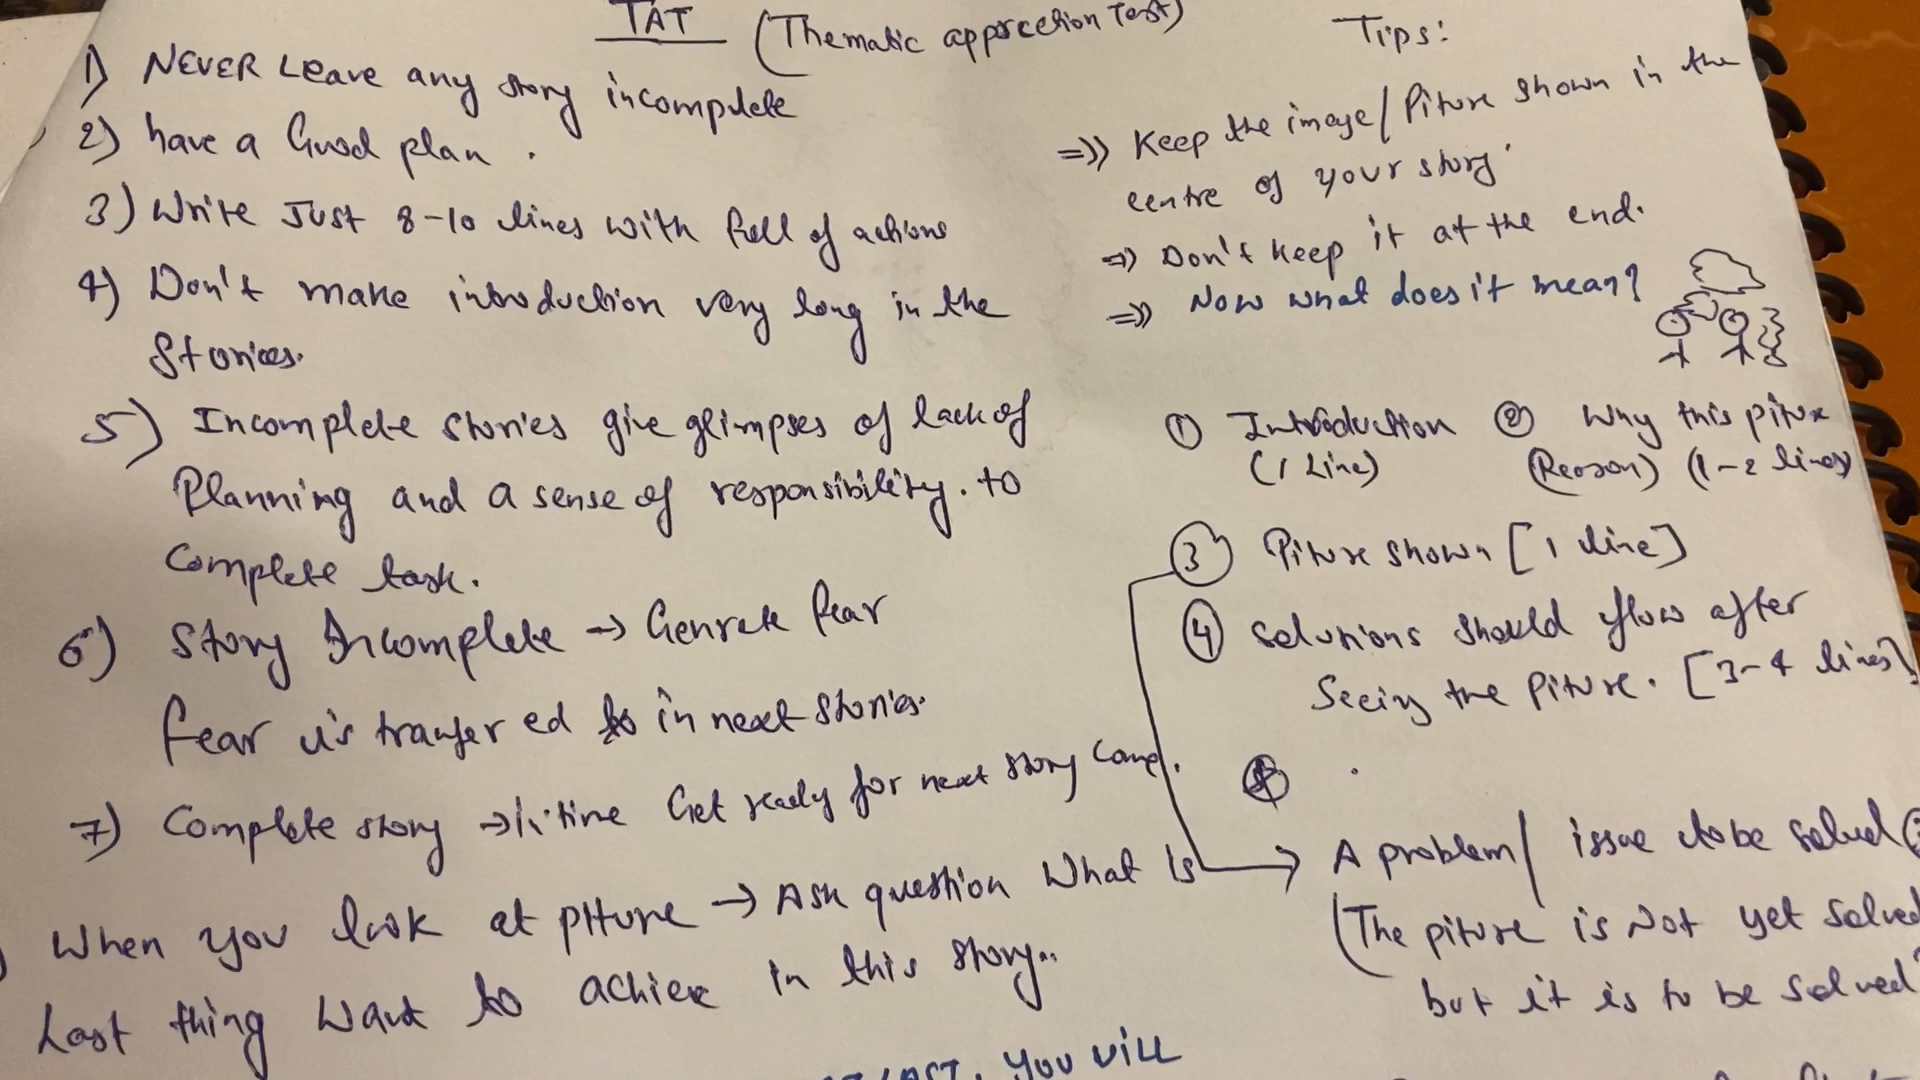 TAT (Thematic apporcetion Test)
1) NEVER Leave any story incomplete
2) have a Good plan.
3) Write Just 8-10 lines with full of actions
4) Don't make introduction very long in the
Stories.
5) Incomplete stories give glimpses of lack of
Planning and a sense of responsibility. to
Complete task.
6) Story Incomplete → Genrate fear
fear is tranfer ed in next stories.
7) Complete story → In time Get ready for next story
When you look at piture → Ask question What is
Last thing Want to achieve in this story..
YOU WILL
Tips:
⇒ Keep the image/Piture shown in the
centre of your story.
⇒ Don't keep it at the end.
⇒ Now what does it mean?
① Introduction ② Why this piture
(1 Line) (Reason) (1-2 lines)
③ Piture shown [1 line]
④ Solutions should flow after
Seeing the Piture. [3-4 lines]
→ A problem/ issue to be solved
(The piture is Not yet Solved
but it is to be solved